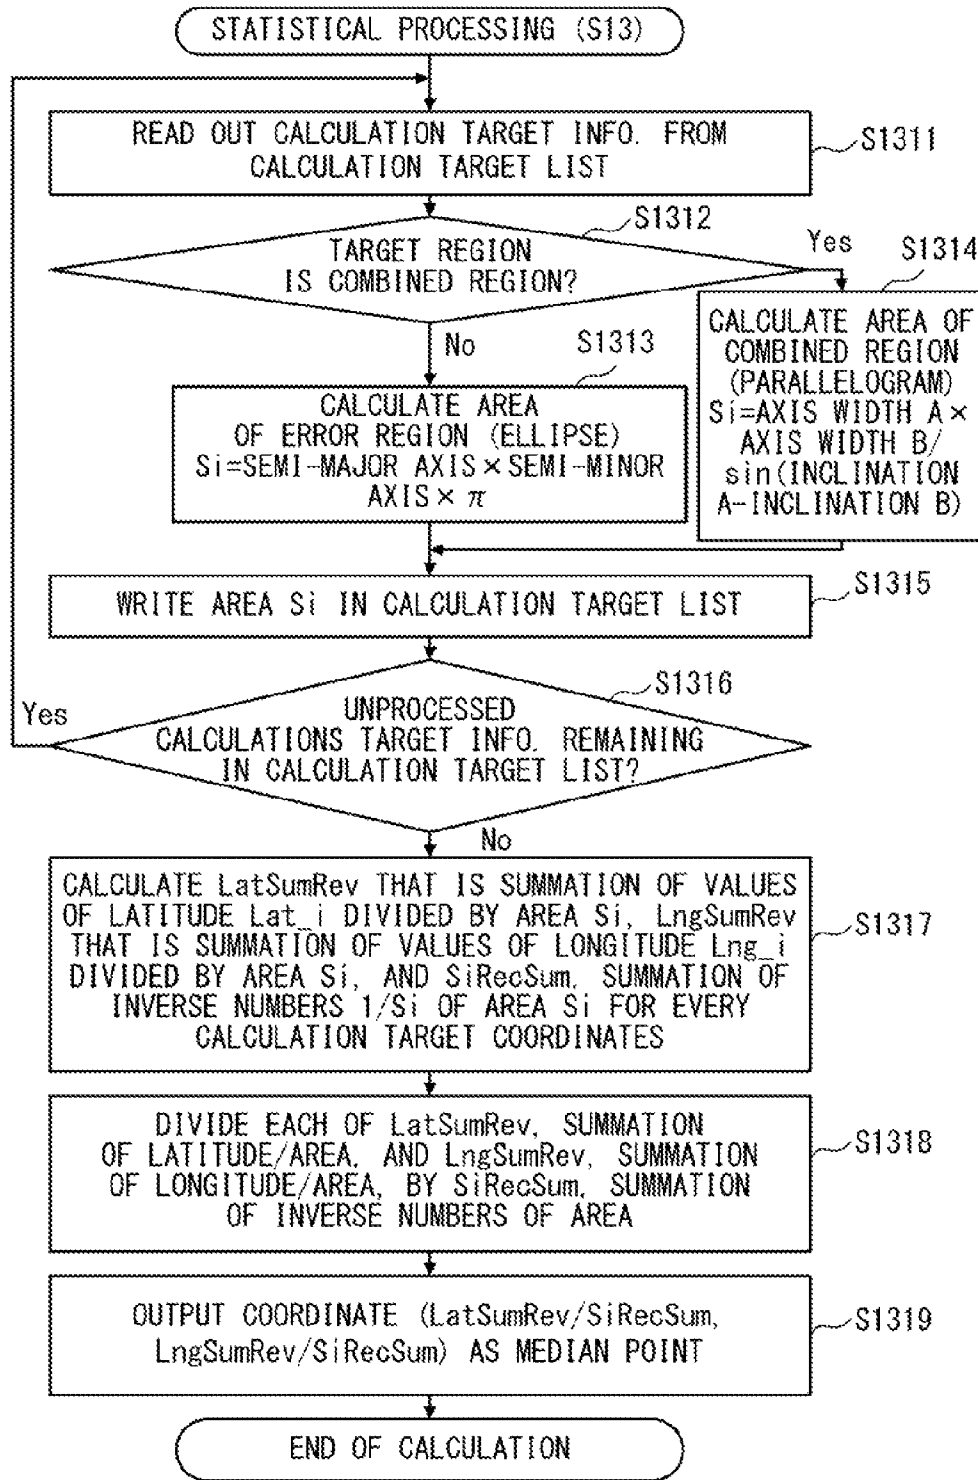 STATISTICAL PROCESSING (S13)
READ OUT CALCULATION TARGET INFO. FROM
CALCULATION TARGET LIST
S1311
S1312
TARGET REGION
IS COMBINED REGION?
Yes
No
S1314
CALCULATE AREA OF
COMBINED REGION
(PARALLELOGRAM)
Si=AXIS WIDTH A×
AXIS WIDTH B/
sin(INCLINATION
A-INCLINATION B)
S1313
CALCULATE AREA
OF ERROR REGION (ELLIPSE)
Si=SEMI-MAJOR AXIS×SEMI-MINOR
AXIS× π
WRITE AREA Si IN CALCULATION TARGET LIST
S1315
S1316
Yes
UNPROCESSED
CALCULATIONS TARGET INFO. REMAINING
IN CALCULATION TARGET LIST?
No
CALCULATE LatSumRev THAT IS SUMMATION OF VALUES
OF LATITUDE Lat_i DIVIDED BY AREA Si, LngSumRev
THAT IS SUMMATION OF VALUES OF LONGITUDE Lng_i
DIVIDED BY AREA Si, AND SiRecSum, SUMMATION OF
INVERSE NUMBERS 1/Si OF AREA Si FOR EVERY
CALCULATION TARGET COORDINATES
S1317
DIVIDE EACH OF LatSumRev, SUMMATION
OF LATITUDE/AREA, AND LngSumRev, SUMMATION
OF LONGITUDE/AREA, BY SiRecSum, SUMMATION
OF INVERSE NUMBERS OF AREA
S1318
OUTPUT COORDINATE (LatSumRev/SiRecSum,
LngSumRev/SiRecSum) AS MEDIAN POINT
S1319
END OF CALCULATION